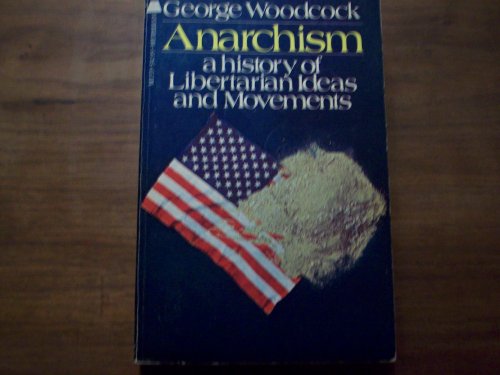 George Woodcock
Anarchism
a history of
Libertarian Ideas
and Movements